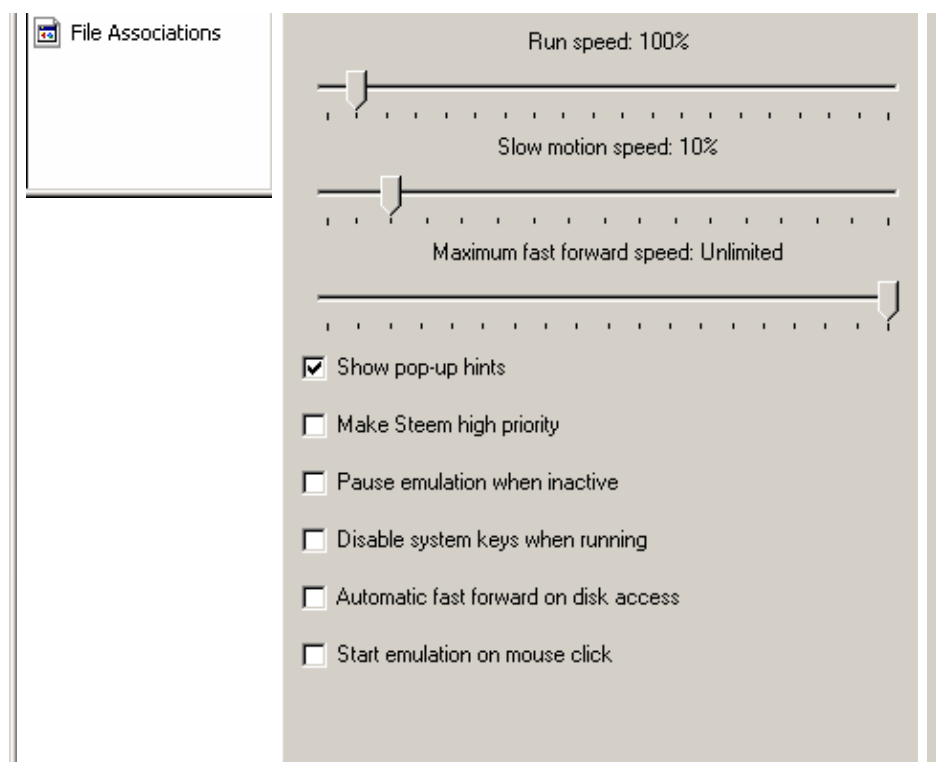 File Associations
Run speed: 100%
Slow motion speed: 10%
Maximum fast forward speed: Unlimited
Show pop-up hints
Make Steem high priority
Pause emulation when inactive
Disable system keys when running
Automatic fast forward on disk access
Start emulation on mouse click